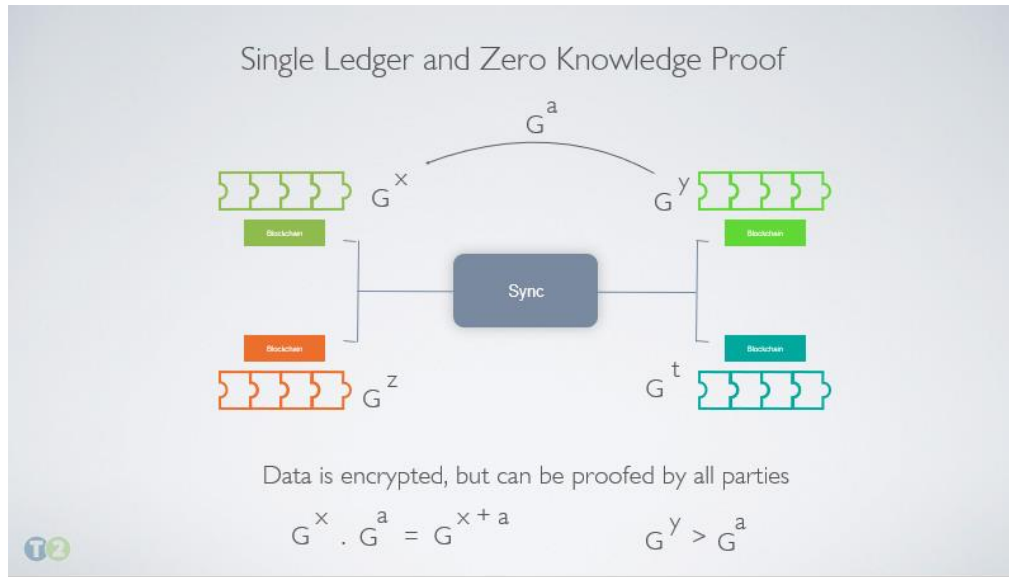 Single Ledger and Zero Knowledge Proof
G^a
G^x
G^y
Blockchain
Blockchain
Sync
Blockchain
Blockchain
G^z
G^t
Data is encrypted, but can be proofed by all parties
G^x . G^a = G^(x + a)
G^y > G^a
T2